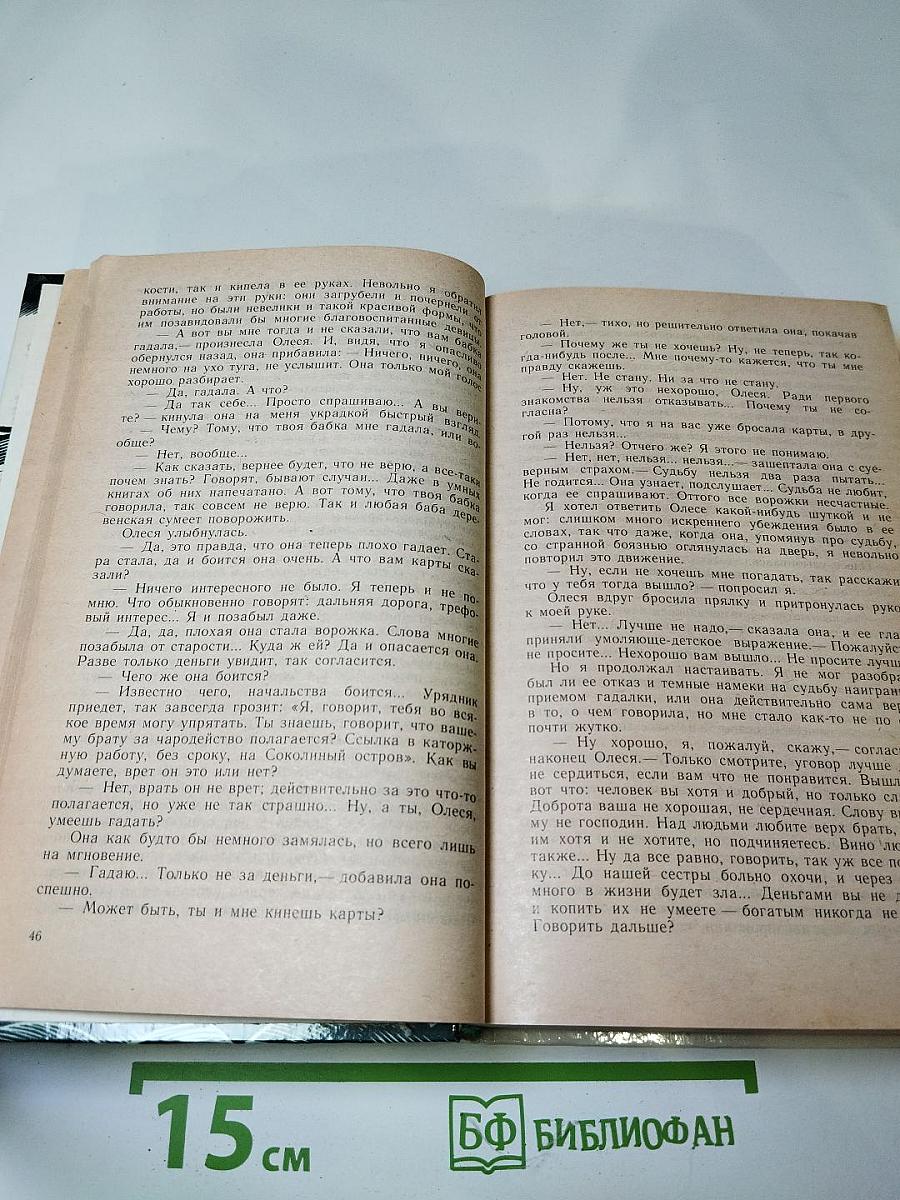 кости, так и кипела в ее руках. Невольно я обратил
внимание на эти руки: они загрубели и почернели от
работы, но были невелики и такой красивой формы, что
им позавидовали бы многие благовоспитанные девицы.
— А вот вы мне тогда и не сказали, что вам бабка
гадала,— произнесла Олеся. И, видя, что я опасливо
обернулся назад, она прибавила: — Ничего, ничего, она
немного на ухо туга, не услышит. Она только мой голос
хорошо разбирает.
— Да, гадала. А что?
— Да так себе... Просто спрашиваю... А вы вери-
те? — кинула она на меня украдкой быстрый взгляд.
— Чему? Тому, что твоя бабка мне гадала, или во-
обще?
— Нет, вообще...
— Как сказать, вернее будет, что не верю, а все-таки
почем знать? Говорят, бывают случаи... Даже в умных
книгах об них напечатано. А вот тому, что твоя бабка
говорила, так совсем не верю. Так и любая баба дере-
венская сумеет поворожить.
Олеся улыбнулась.
— Да, это правда, что она теперь плохо гадает. Ста-
ра стала, да и боится она очень. А что вам карты ска-
зали?
— Ничего интересного не было. Я теперь и не по-
мню. Что обыкновенно говорят: дальняя дорога, трефо-
вый интерес... Я и позабыл даже.
— Да, да, плохая она стала ворожка. Слова многие
позабыла от старости... Куда ж ей? Да и опасается она.
Разве только деньги увидит, так согласится.
— Чего же она боится?
— Известно чего, начальства боится... Урядник
приедет, так завсегда грозит: «Я, говорит, тебя во вся-
кое время могу упрятать. Ты знаешь, говорит, что ваше-
му брату за чародейство полагается? Ссылка в каторж-
ную работу, без сроку, на Соколиный остров». Как вы
думаете, врет он это или нет?
— Нет, врать он не врет; действительно за это что-то
полагается, но уже не так страшно... Ну, а ты, Олеся,
умеешь гадать?
Она как будто бы немного замялась, но всего лишь
на мгновение.
— Гадаю... Только не за деньги,— добавила она по-
спешно.
— Может быть, ты и мне кинешь карты?
46
— Нет,— тихо, но решительно ответила она, покачав
головой.
— Почему же ты не хочешь? Ну, не теперь, так ко-
гда-нибудь после... Мне почему-то кажется, что ты мне
правду скажешь.
— Нет. Не стану. Ни за что не стану.
— Ну, уж это нехорошо, Олеся. Ради первого
знакомства нельзя отказывать... Почему ты не со-
гласна?
— Потому, что я на вас уже бросала карты, в дру-
гой раз нельзя...
— Нельзя? Отчего же? Я этого не понимаю.
— Нет, нет, нельзя... нельзя...— зашептала она с суе-
верным страхом.— Судьбу нельзя два раза пытать...
Не годится... Она узнает, подслушает... Судьба не любит,
когда ее спрашивают. Оттого все ворожки несчастные.
Я хотел ответить Олесе какой-нибудь шуткой и не
мог: слишком много искреннего убеждения было в ее
словах, так что даже, когда она, упомянув про судьбу,
со странной боязнью оглянулась на дверь, я невольно
повторил это движение.
— Ну, если не хочешь мне погадать, так расскажи
что у тебя тогда вышло? — попросил я.
Олеся вдруг бросила прялку и притронулась руко
к моей руке.
— Нет... Лучше не надо,— сказала она, и ее гла
приняли умоляюще-детское выражение.— Пожалуйст
не просите... Нехорошо вам вышло... Не просите лучш
Но я продолжал настаивать. Я не мог разобра
был ли ее отказ и темные намеки на судьбу наигран
приемом гадалки, или она действительно сама вер
в то, о чем говорила, но мне стало как-то не по
почти жутко.
— Ну хорошо, я, пожалуй, скажу,— соглас
наконец Олеся.— Только смотрите, уговор лучше
не сердиться, если вам что не понравится. Вышл
вот что: человек вы хотя и добрый, но только сл
Доброта ваша не хорошая, не сердечная. Слову в
му не господин. Над людьми любите верх брать,
им хотя и не хотите, но подчиняетесь. Вино лю
также... Ну да все равно, говорить, так уж все по
ку... До нашей сестры больно охочи, и через
много в жизни будет зла... Деньгами вы не д
и копить их не умеете — богатым никогда не
Говорить дальше?
15 см
БФ БИБЛИОФАН